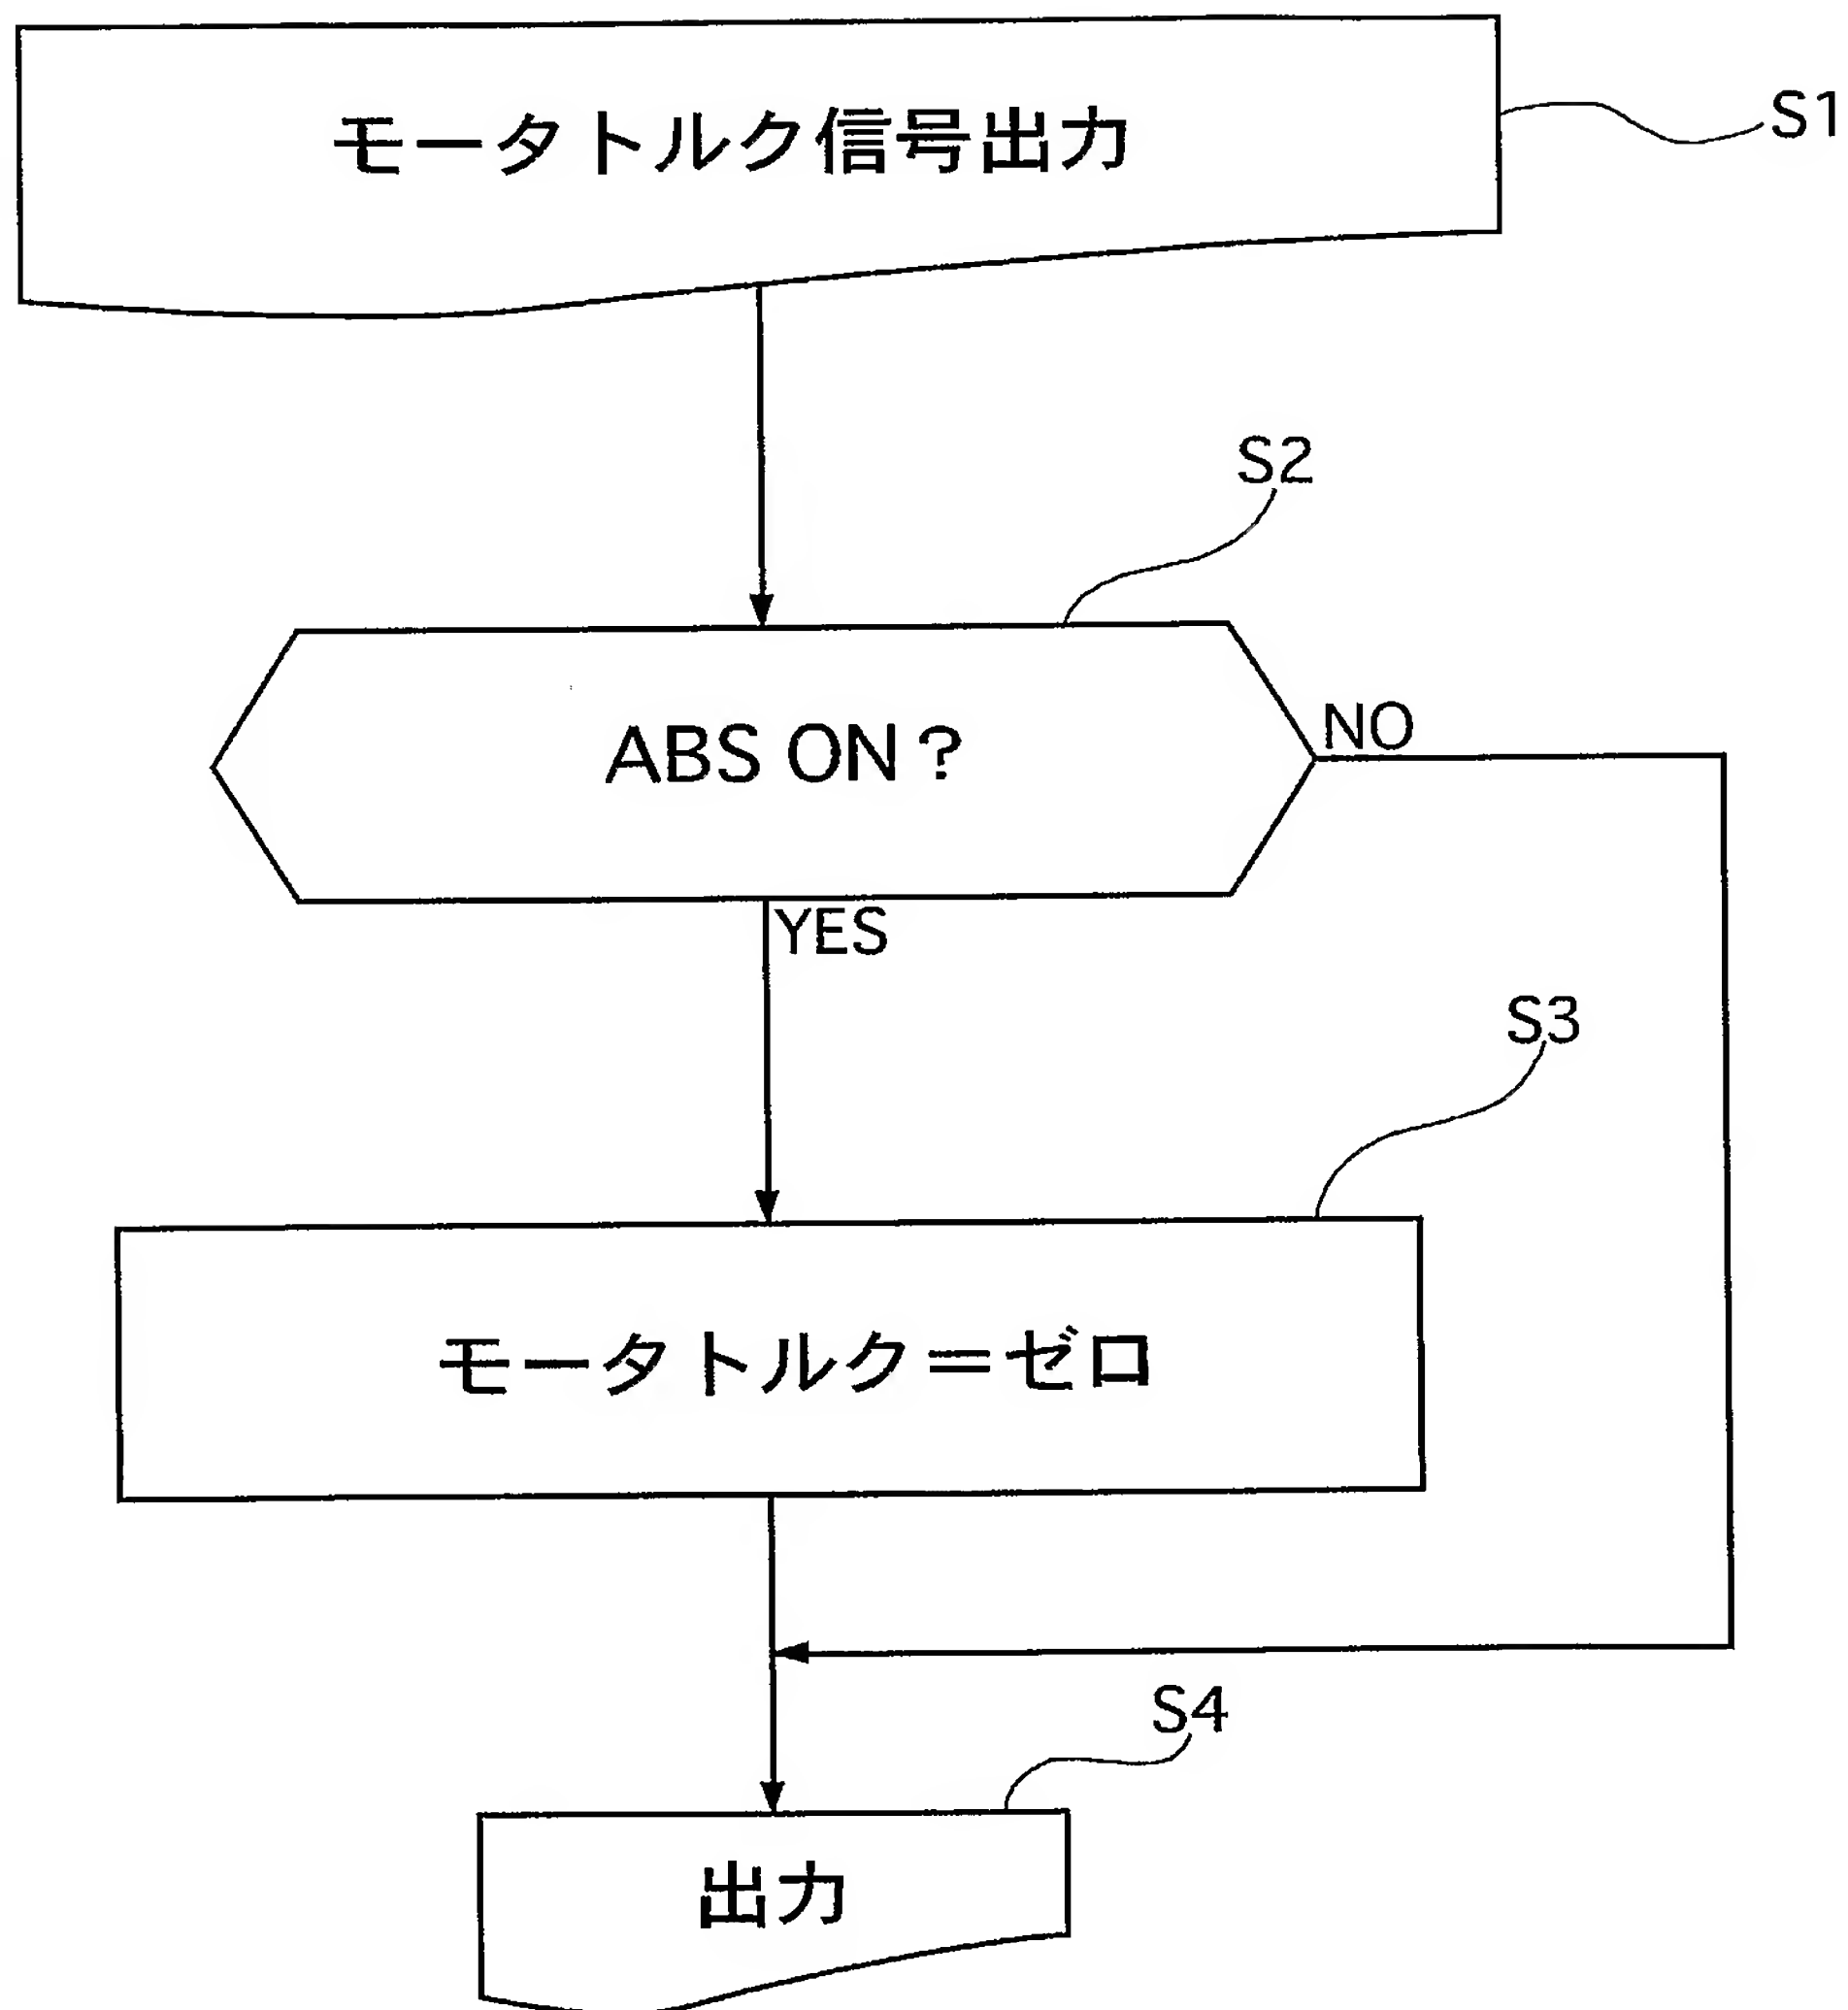 モータトルク信号出力
S1
S2
ABS ON?
NO
YES
S3
モータトルク=ゼロ
S4
出力